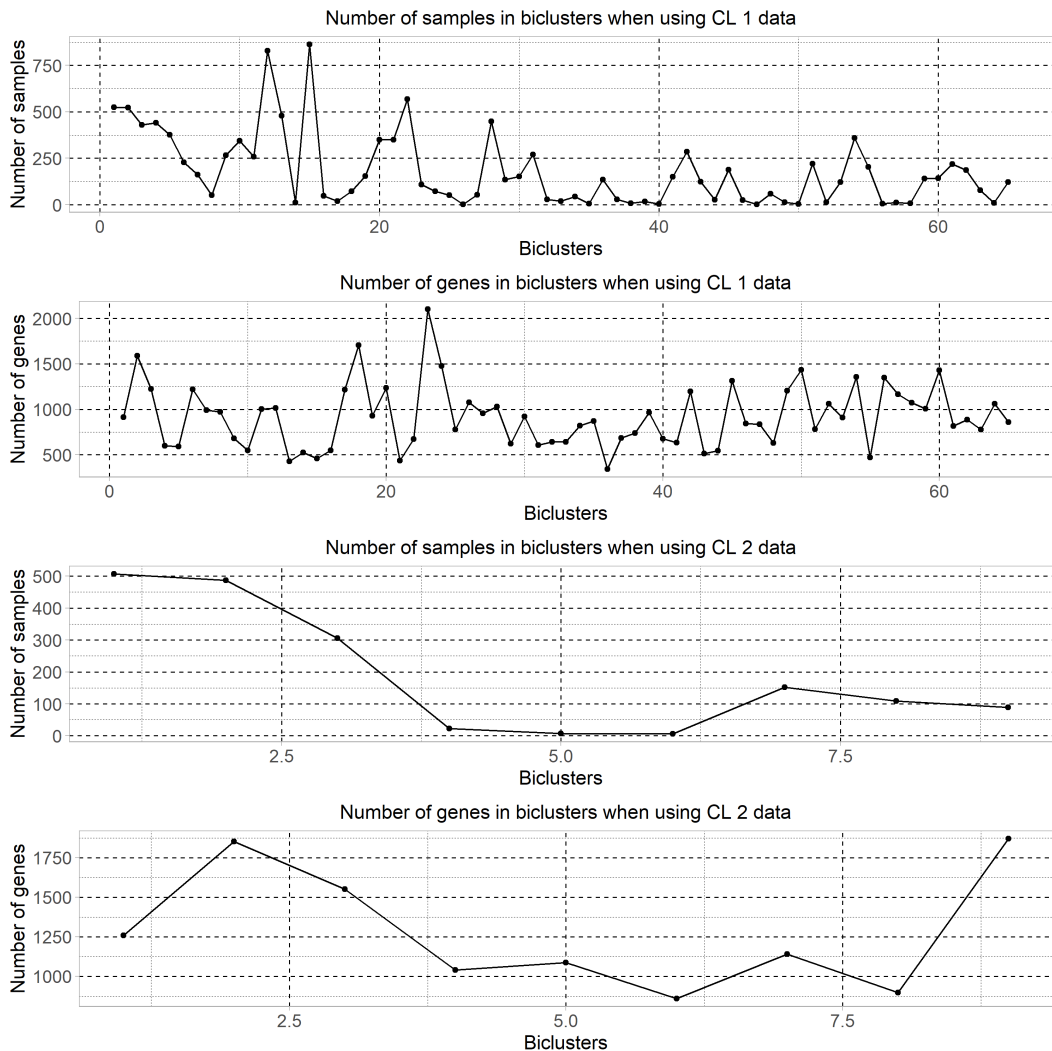 Number of samples in biclusters when using CL 1 data
Number of samples
750
500
250
0
0 20 40 60
Biclusters
Number of genes in biclusters when using CL 1 data
Number of genes
2000
1500
1000
500
0 20 40 60
Biclusters
Number of samples in biclusters when using CL 2 data
Number of samples
500
400
300
200
100
0
2.5 5.0 7.5
Biclusters
Number of genes in biclusters when using CL 2 data
Number of genes
1750
1500
1250
1000
2.5 5.0 7.5
Biclusters